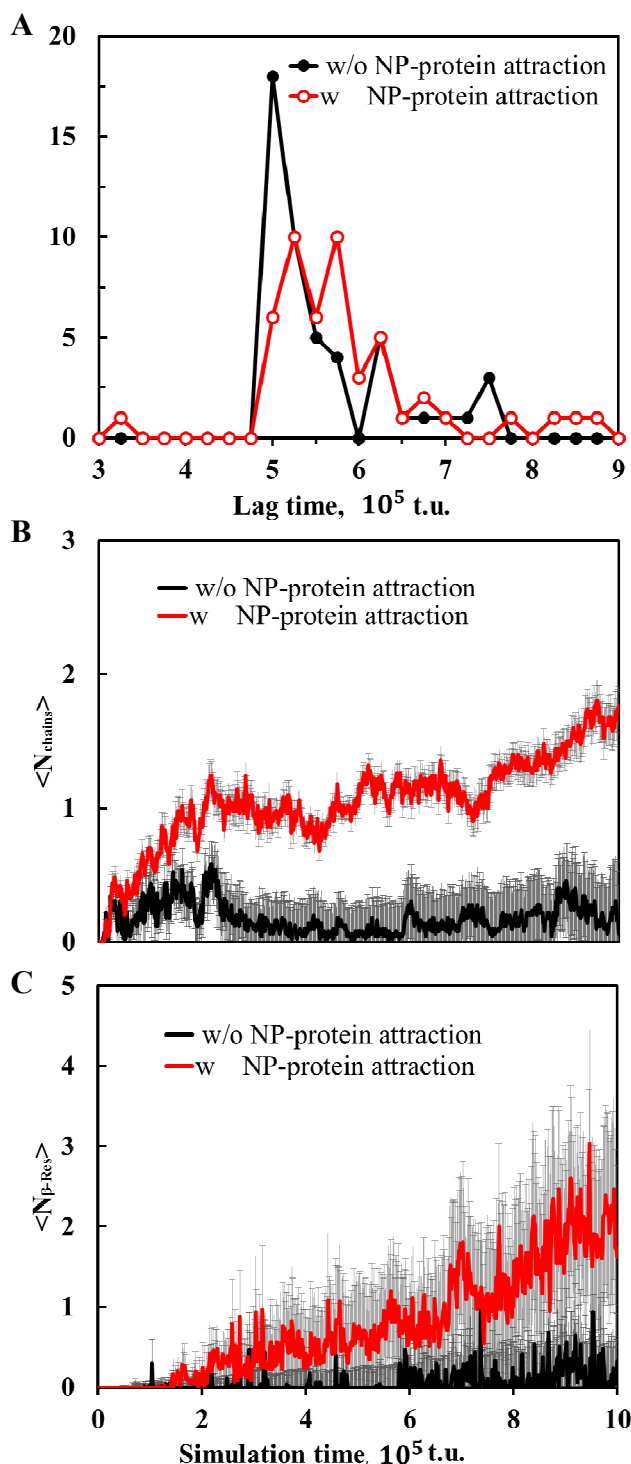 A
20
15
10
5
0
w/o NP-protein attraction
w NP-protein attraction
3 4 5 6 7 8 9
Lag time, 10⁵ t.u.
B
3
2
1
0
<N_chains>
w/o NP-protein attraction
w NP-protein attraction
C
5
4
3
2
1
0
<N_β-Res>
w/o NP-protein attraction
w NP-protein attraction
0 2 4 6 8 10
Simulation time, 10⁵ t.u.